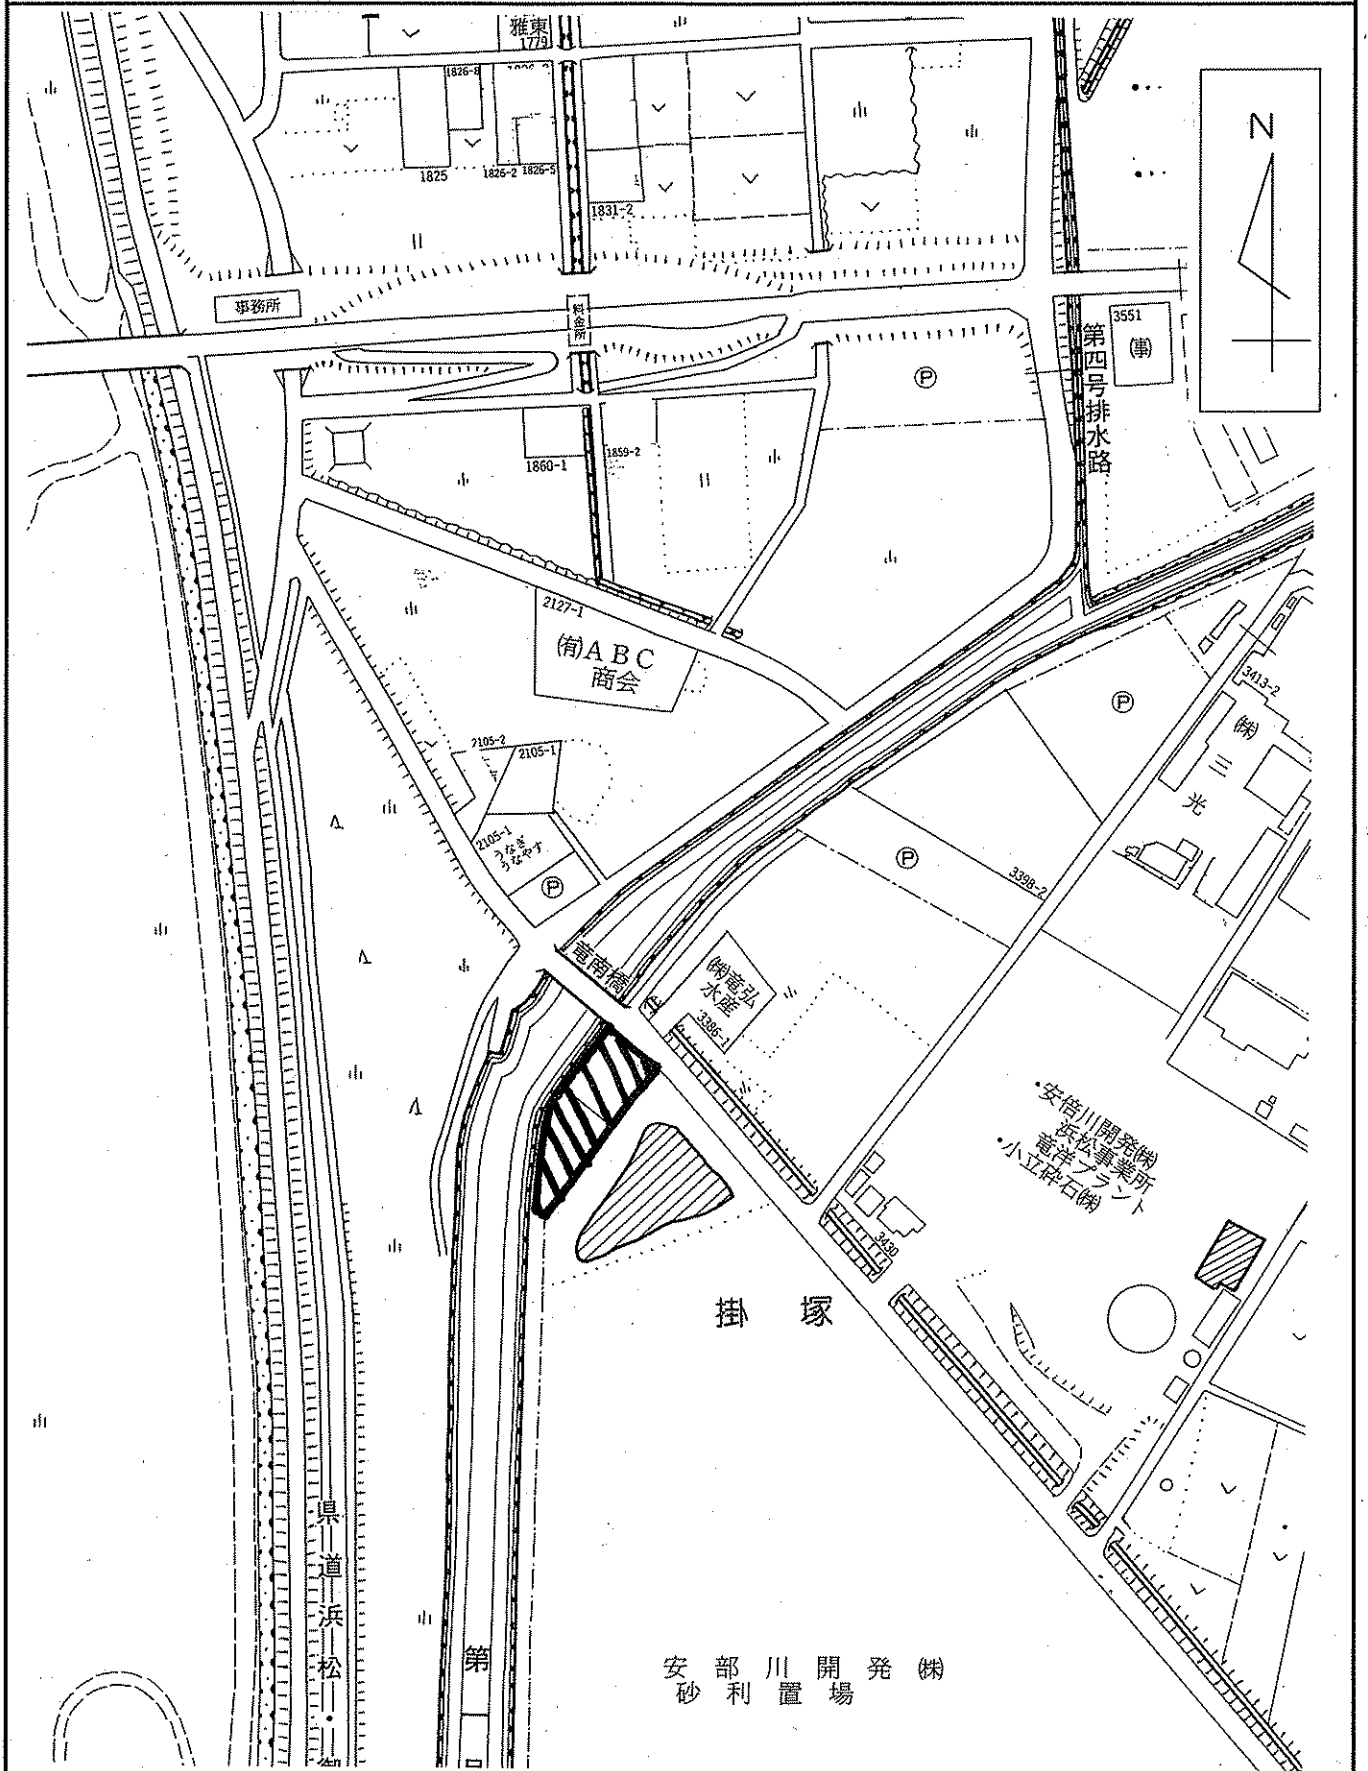 雅東
1779
1826-8
1825
1826-2
1826-5
1831-2
N
事務所
料金所
3551
(事)
第四号排水路
P
1860-1
1859-2
2127-1
(有)ABC
商会
P
3413-2
(株)三光
2105-2
2105-1
2105-1
うなぎ
うなやす
P
P
3398-2
竜南橋
(株)竜弘
水産
3386-1
・安倍川開発(株)
浜松事業所
竜洋プラント
・小立砕石(株)
3430
掛塚
県道浜松・御
第一号
安部川開発(株)
砂利置場